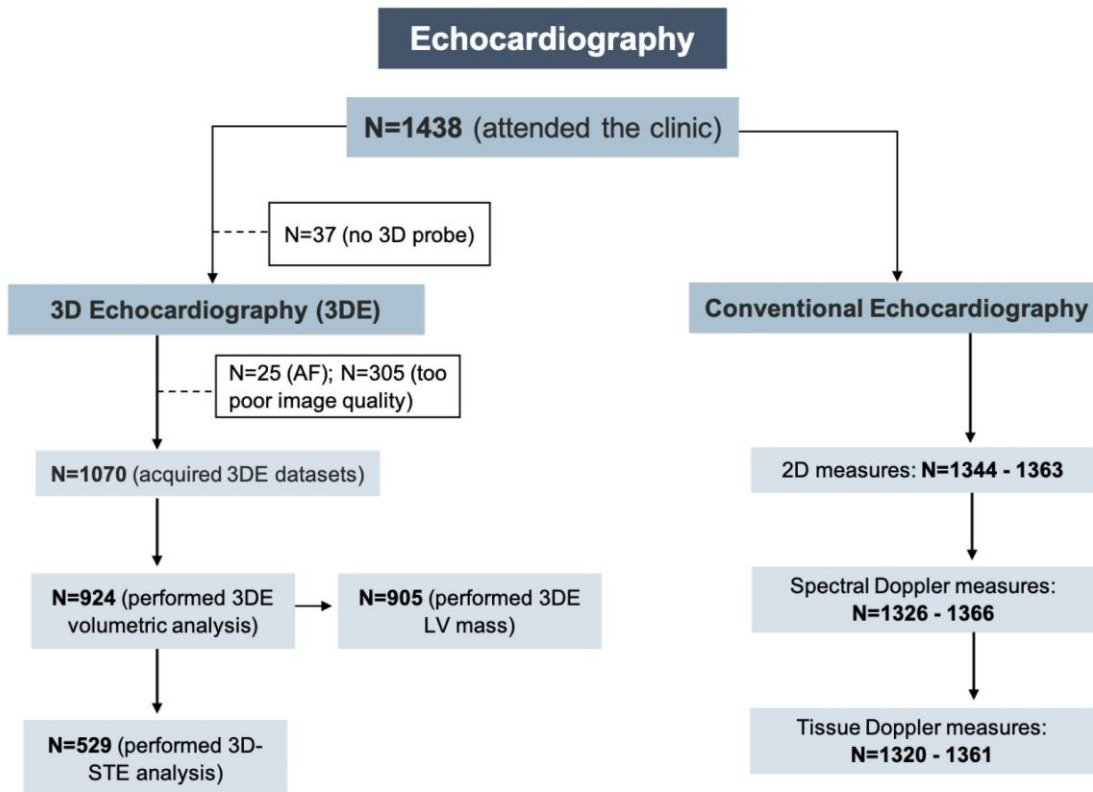 Echocardiography
N=1438 (attended the clinic)
N=37 (no 3D probe)
3D Echocardiography (3DE)
Conventional Echocardiography
N=25 (AF); N=305 (too
poor image quality)
N=1070 (acquired 3DE datasets)
2D measures: N=1344 - 1363
N=924 (performed 3DE
volumetric analysis)
N=905 (performed 3DE
LV mass)
Spectral Doppler measures:
N=1326 - 1366
N=529 (performed 3D-
STE analysis)
Tissue Doppler measures:
N=1320 - 1361